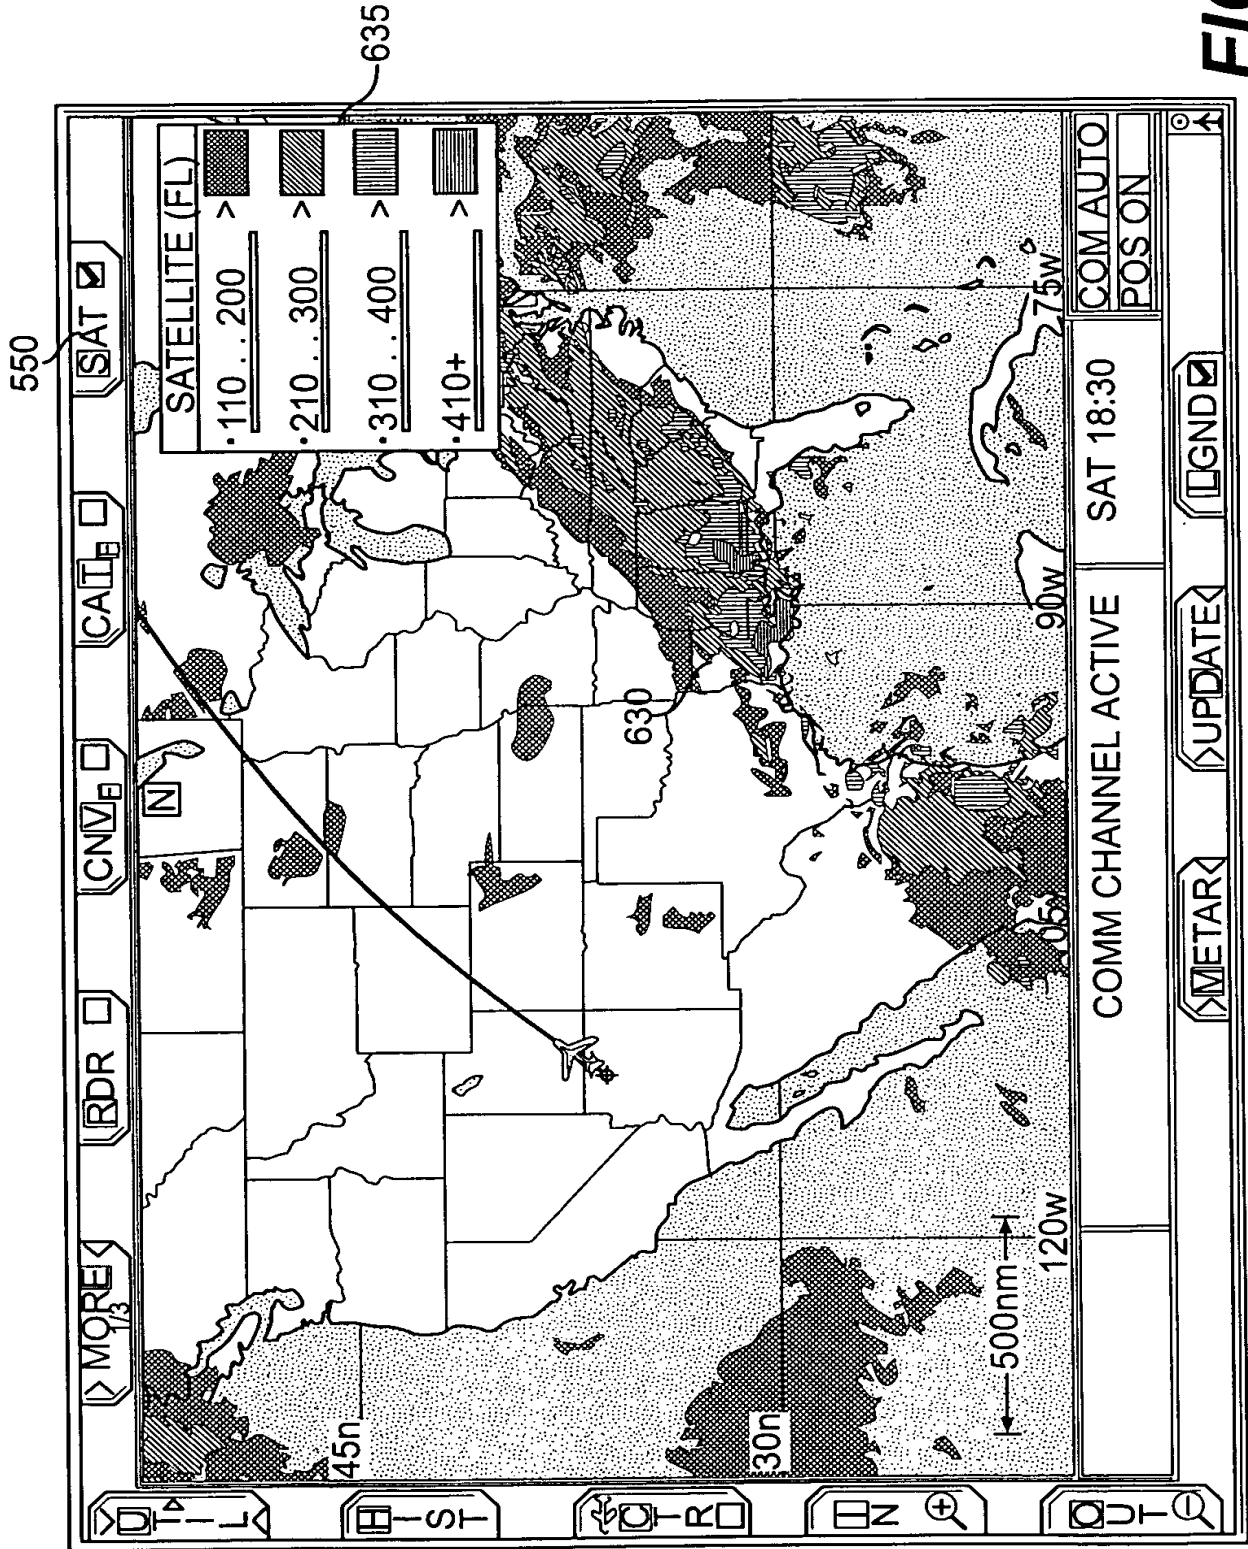 550
>MORE<
1/3
RDR
CNVF
CAT F
SAT
635
SATELLITE (FL)
·110..200 >
·210..300 >
·310..400 >
·410+ >
N
630
45n
30n
500nm
120w
05
90w
75w
UTIL
HIST
CTR
IN
OUT
COMM CHANNEL ACTIVE
SAT 18:30
COM AUTO
POS ON
>METAR<
>UPDATE<
LGND